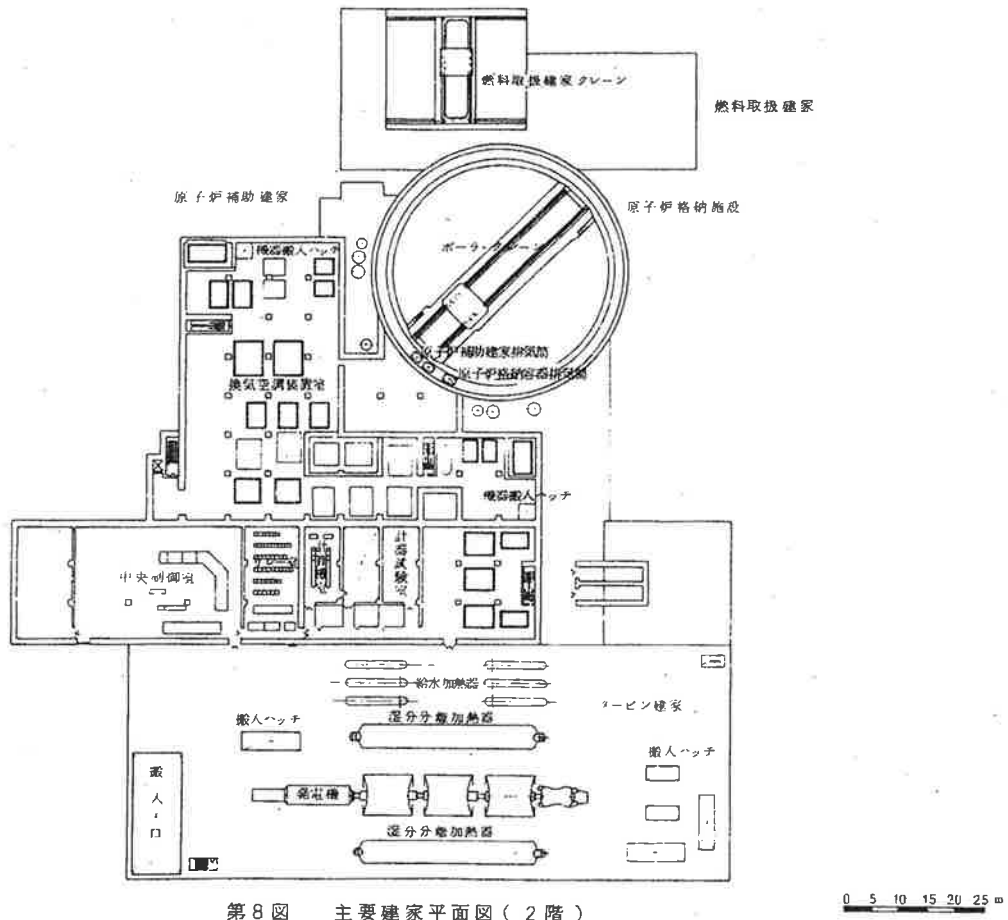 燃料取扱建家クレーン
燃料取扱建家
原子炉補助建家
原子炉格納施設
機器搬入ハッチ
ポーラ・クレーン
原子炉補助建家排気筒
原子炉格納容器排気筒
換気空調装置室
機器搬入ハッチ
中央制御室
計器試験室
給水加熱器
タービン建家
湿分分離加熱器
搬入ハッチ
搬入ハッチ
搬入口
発電機
湿分分離加熱器
第8図 主要建家平面図(2階)
0 5 10 15 20 25 m